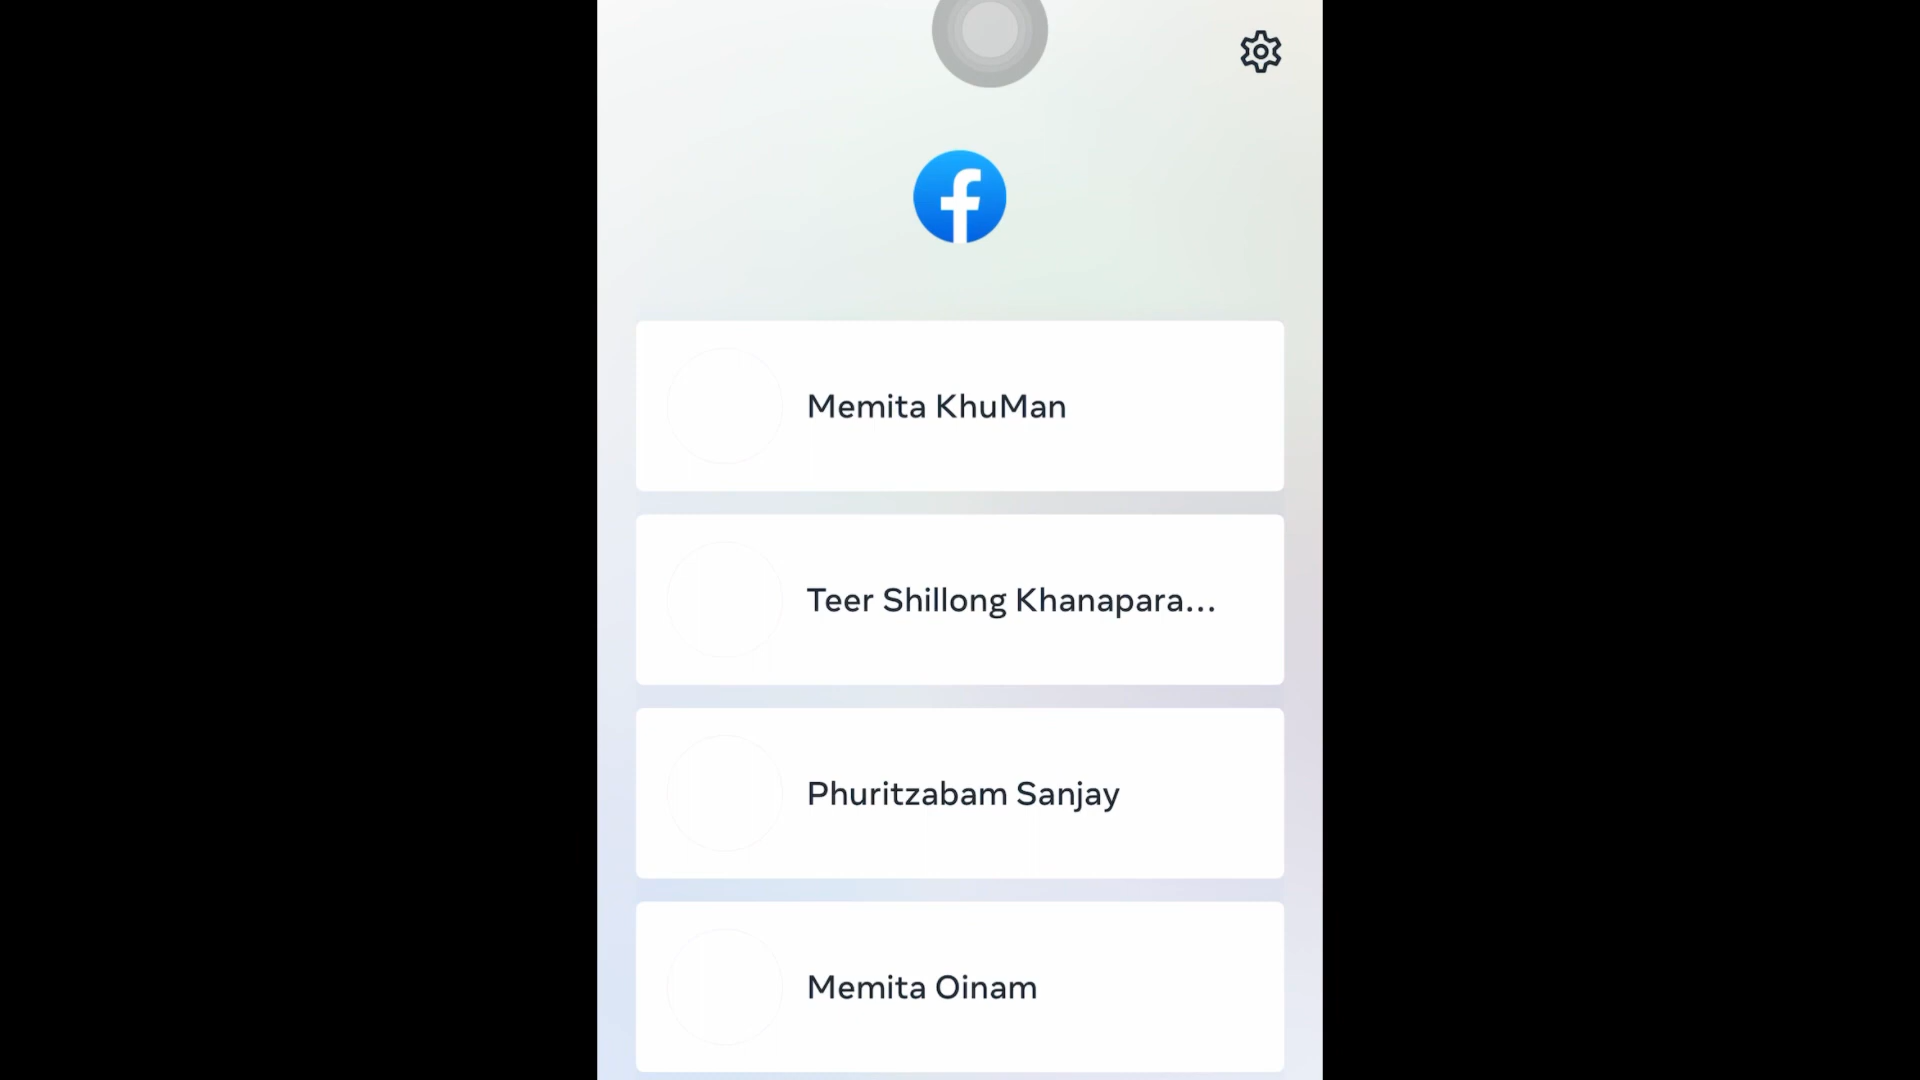 Memita KhuMan
Teer Shillong Khanapara...
Phuritzabam Sanjay
Memita Oinam